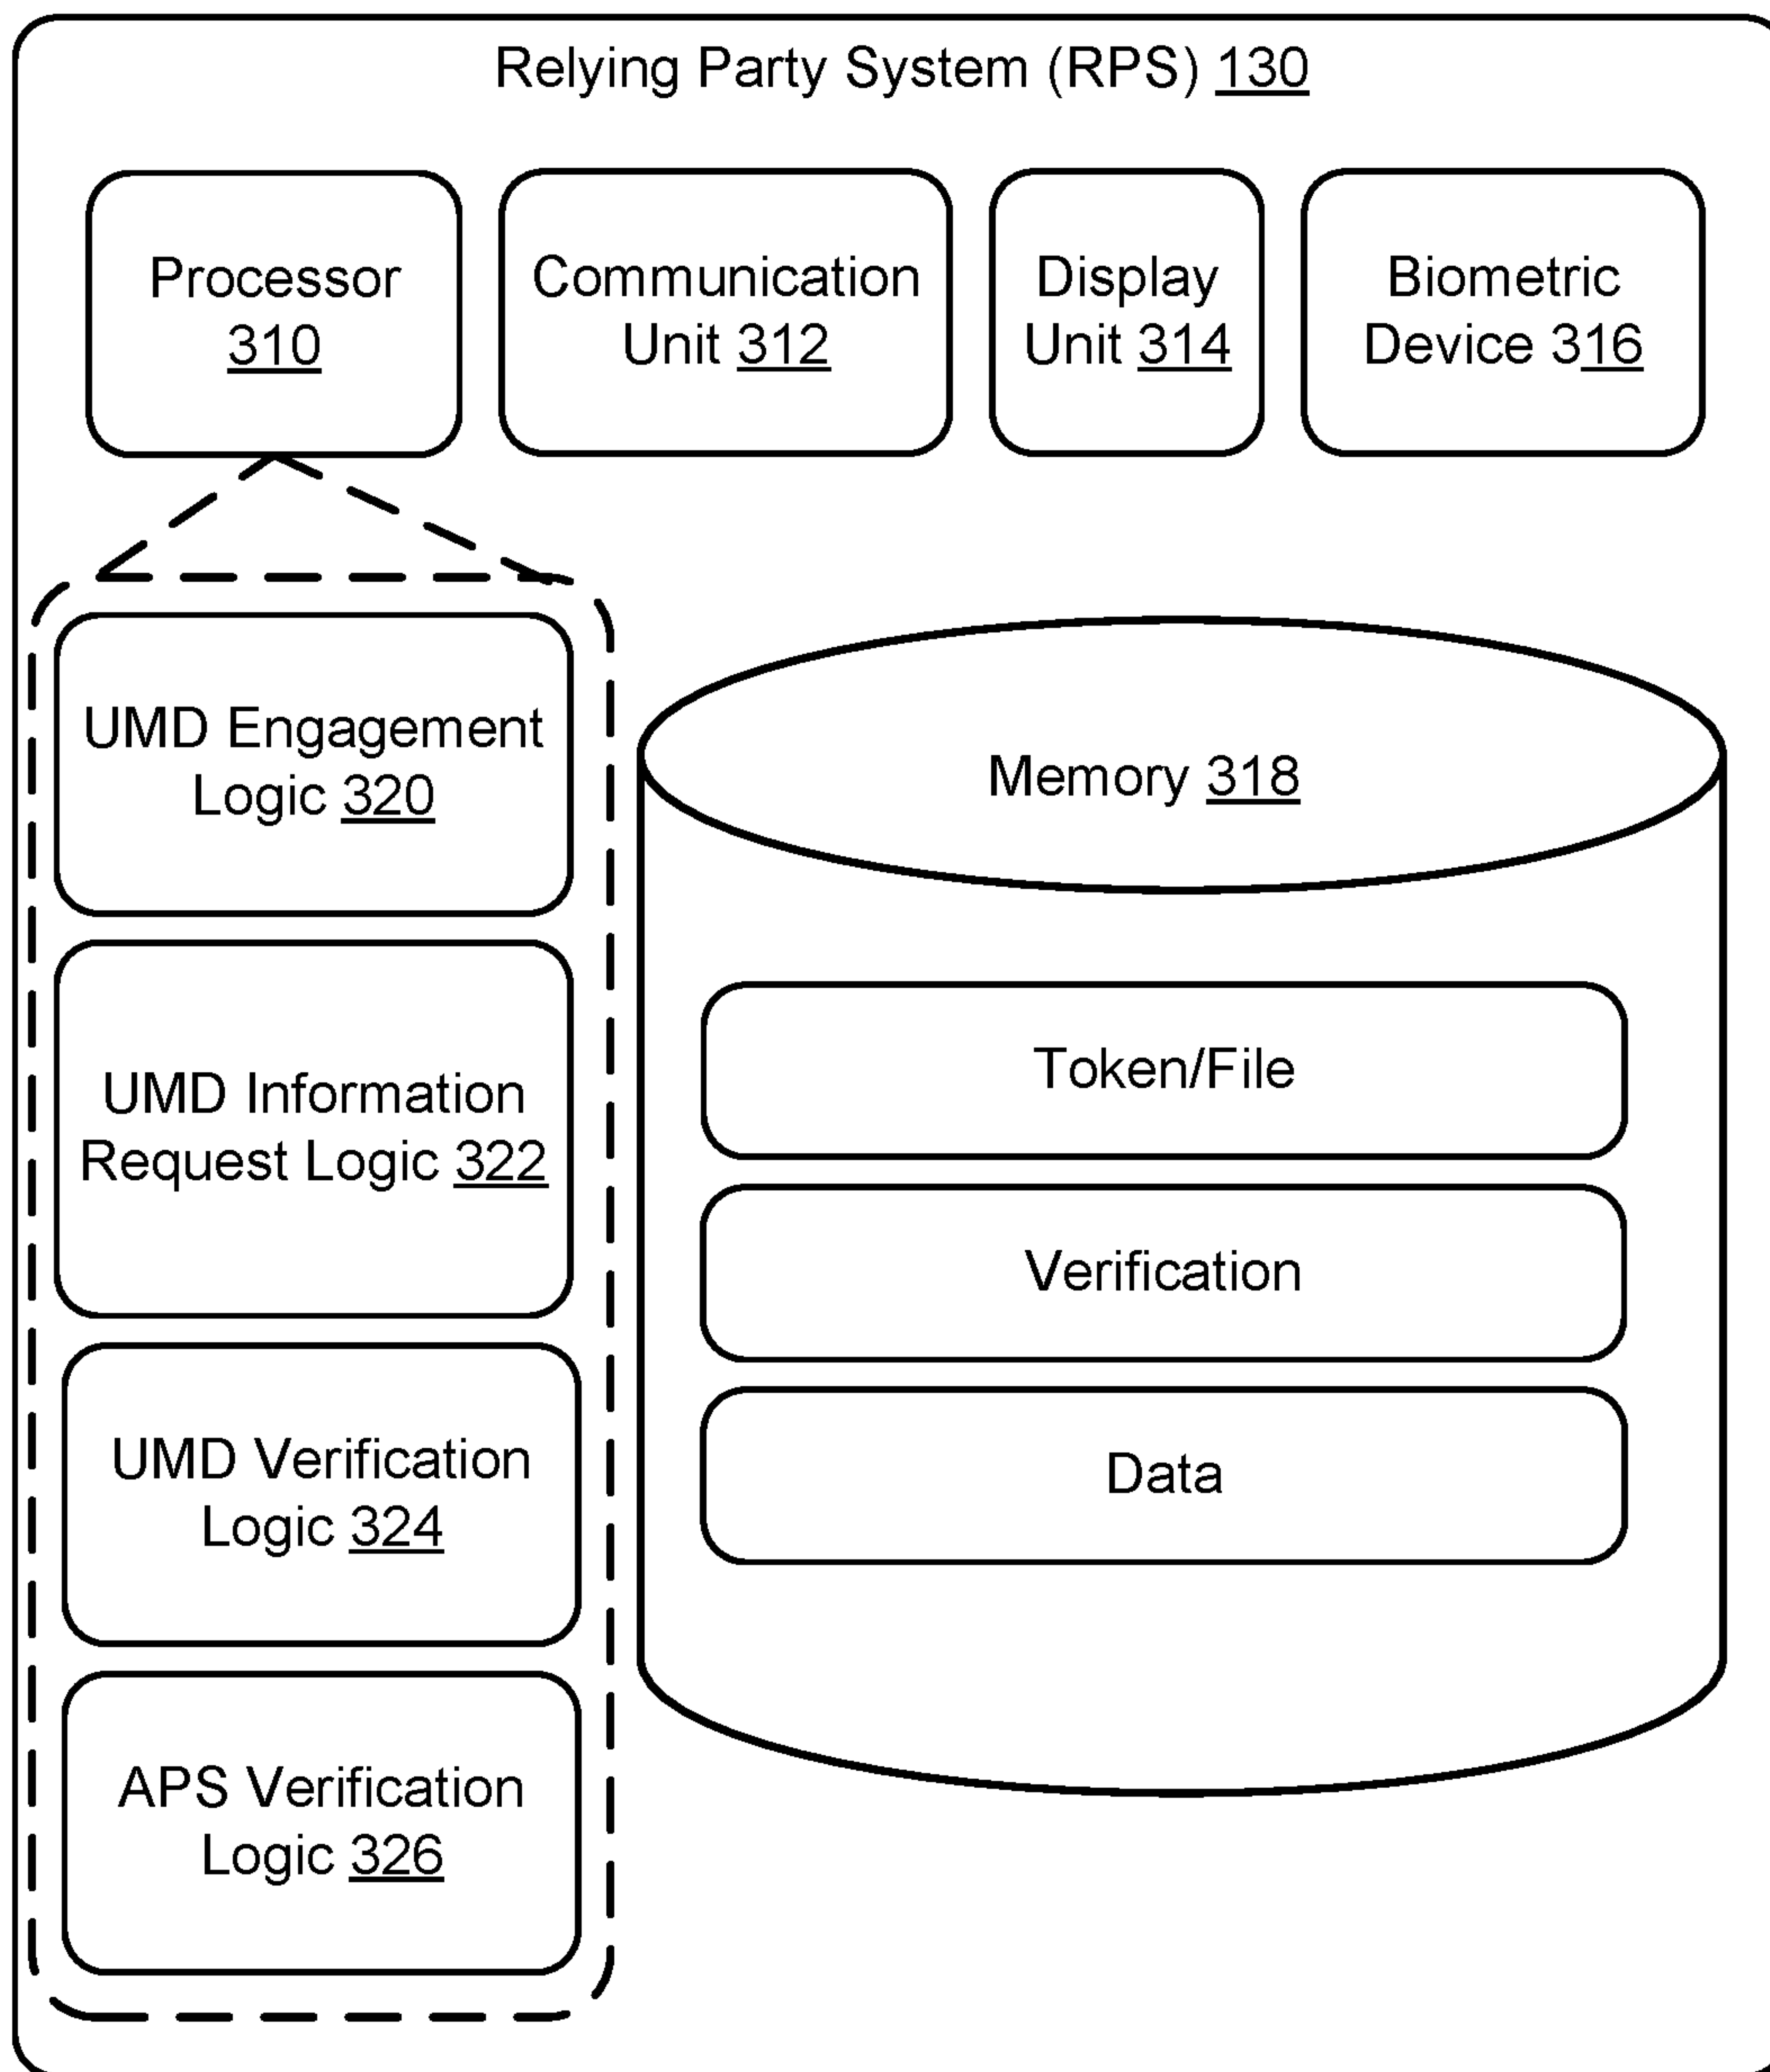 Relying Party System (RPS) 130
Processor
310
Communication
Unit 312
Display
Unit 314
Biometric
Device 316
UMD Engagement
Logic 320
UMD Information
Request Logic 322
UMD Verification
Logic 324
APS Verification
Logic 326
Memory 318
Token/File
Verification
Data